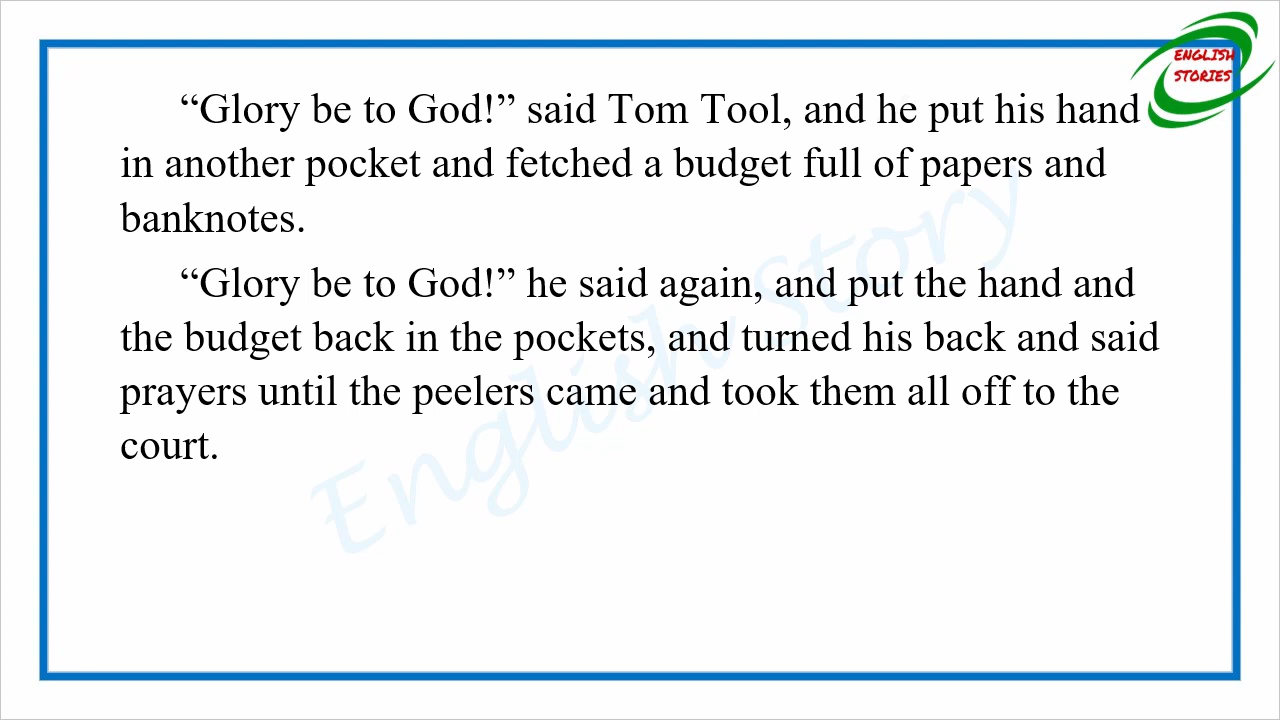 ENGLISH
STORIES
“Glory be to God!” said Tom Tool, and he put his hand
in another pocket and fetched a budget full of papers and
banknotes.
“Glory be to God!” he said again, and put the hand and
the budget back in the pockets, and turned his back and said
prayers until the peelers came and took them all off to the
court.
English Story